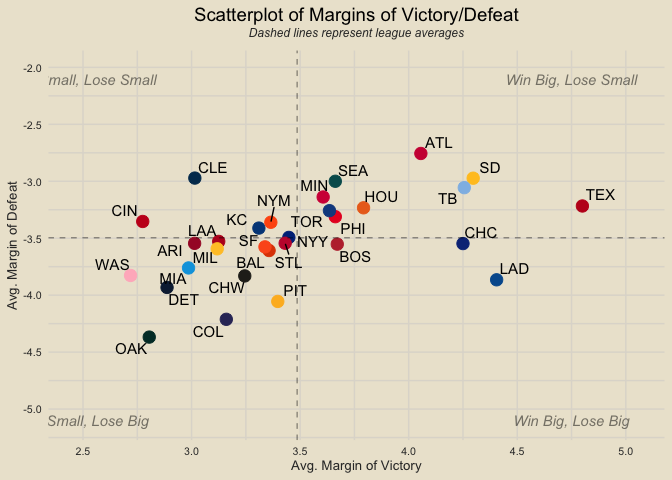 Scatterplot of Margins of Victory/Defeat
Dashed lines represent league averages
-2.0
mall, Lose Small
Win Big, Lose Small
-2.5
ATL
CLE
SEA
SD
-3.0
MIN
TB
HOU
TEX
NYM
CIN
KC
TOR
PHI
LAA
CHC
-3.5
SF
NYY
ARI
MIL
BOS
WAS
BAL
STL
LAD
MIA
CHW
PIT
-4.0
DET
COL
OAK
-4.5
-5.0
Small, Lose Big
Win Big, Lose Big
2.5
3.0
3.5
4.0
4.5
5.0
Avg. Margin of Victory
Avg. Margin of Defeat